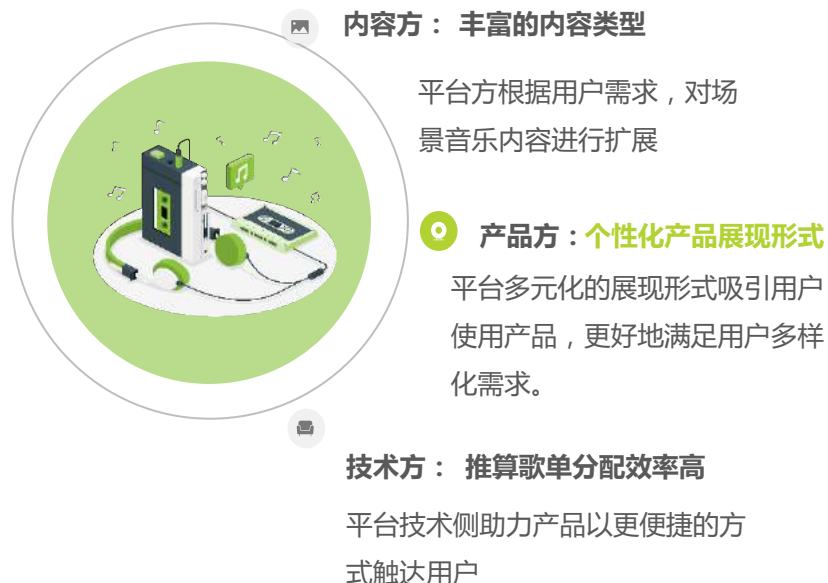 内容方： 丰富的内容类型
平台方根据用户需求，对场
景音乐内容进行扩展
产品方：个性化产品展现形式
平台多元化的展现形式吸引用户
使用产品，更好地满足用户多样
化需求。
技术方： 推算歌单分配效率高
平台技术侧助力产品以更便捷的方
式触达用户